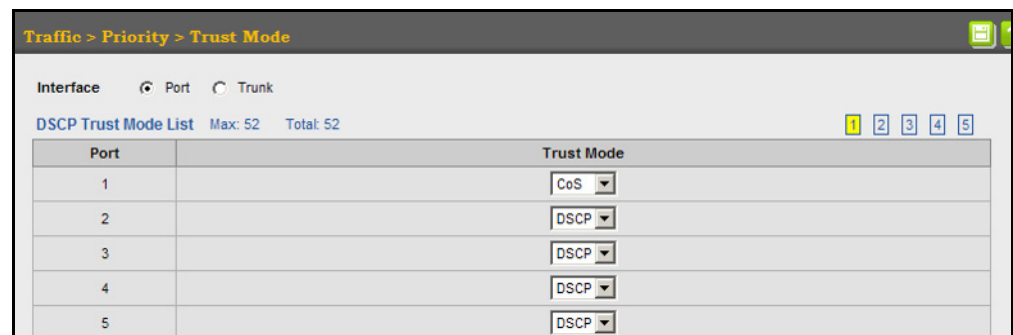 Traffic > Priority > Trust Mode
Interface Port Trunk
DSCP Trust Mode List Max: 52 Total: 52 1 2 3 4 5
Port Trust Mode
1 CoS
2 DSCP
3 DSCP
4 DSCP
5 DSCP